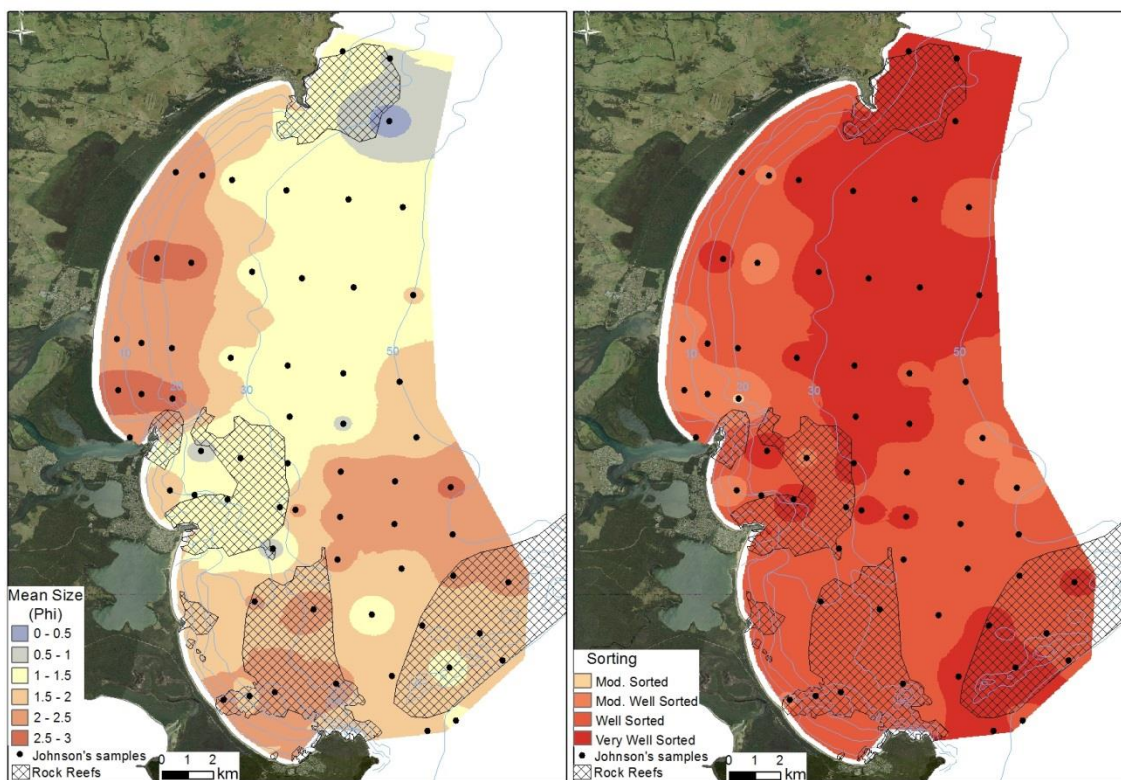 N
50
10
20
30
Mean Size
(Phi)
0 - 0.5
0.5 - 1
1 - 1.5
1.5 - 2
2 - 2.5
2.5 - 3
Johnson's samples
Rock Reefs
0 1 2
km
N
50
10
20
30
Sorting
Mod. Sorted
Mod. Well Sorted
Well Sorted
Very Well Sorted
Johnson's samples
Rock Reefs
0 1 2
km